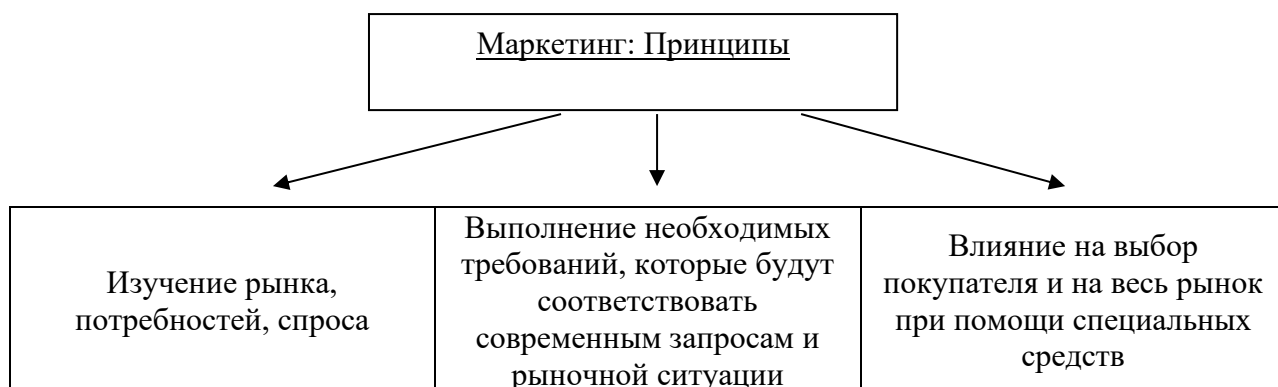 Маркетинг: Принципы
Изучение рынка,
потребностей, спроса
Выполнение необходимых
требований, которые будут
соответствовать
современным запросам и
рыночной ситуации
Влияние на выбор
покупателя и на весь рынок
при помощи специальных
средств